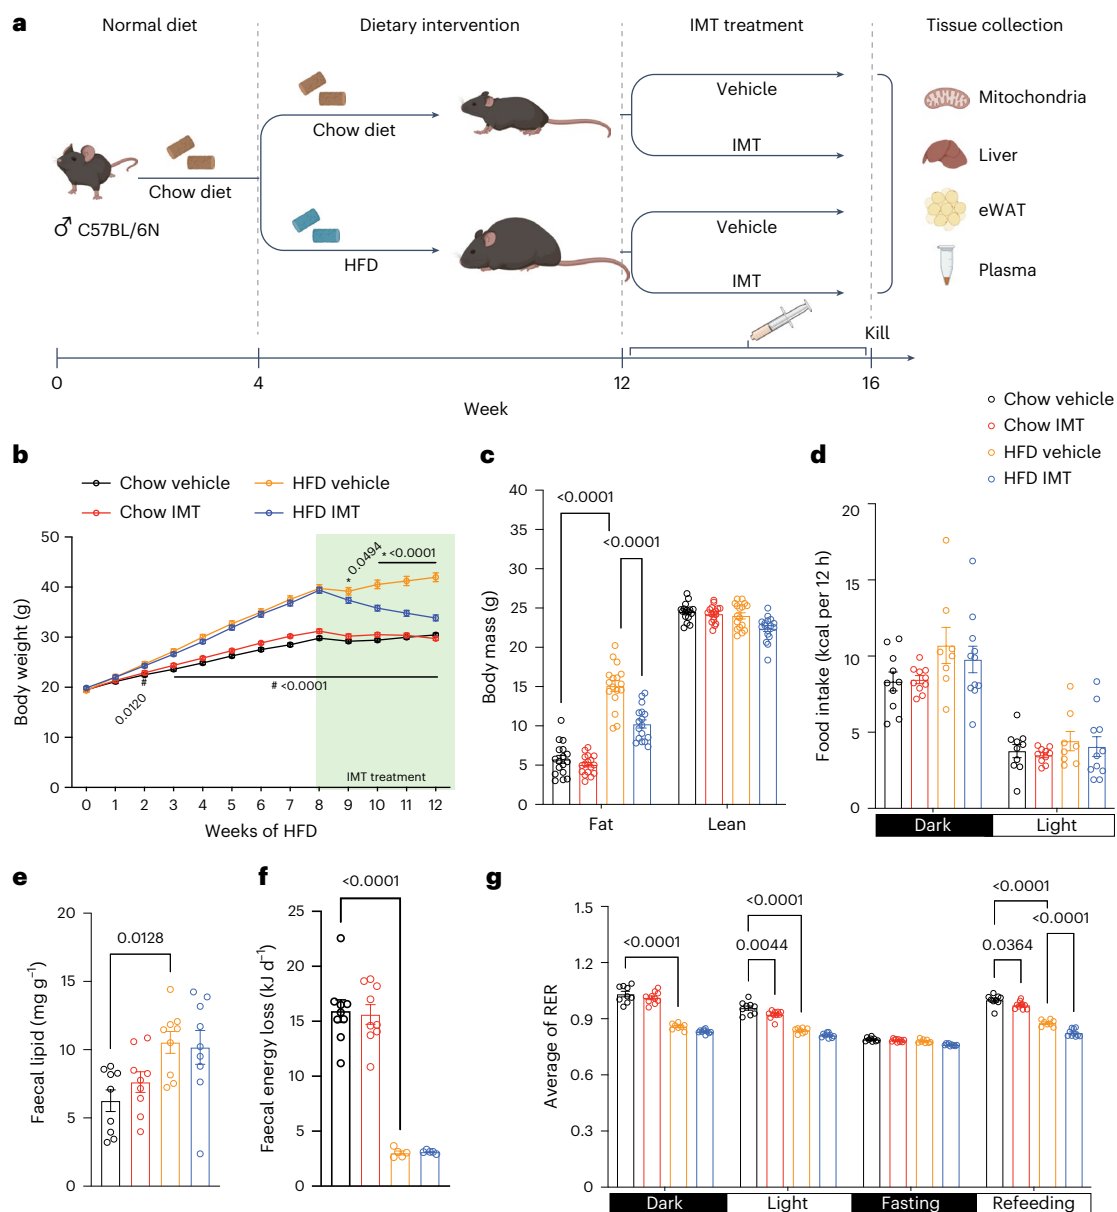 a
Normal diet
Dietary intervention
IMT treatment
Tissue collection
Chow diet
♂ C57BL/6N
Chow diet
HFD
Vehicle
IMT
Vehicle
IMT
Mitochondria
Liver
eWAT
Plasma
Kill
0 4 12 16
Week
Chow vehicle
Chow IMT
HFD vehicle
HFD IMT
b
Chow vehicle
HFD vehicle
Chow IMT
HFD IMT
Body weight (g)
50
40
30
20
10
0
* 0.0494
* <0.0001
#
0.0120
# <0.0001
IMT treatment
0 1 2 3 4 5 6 7 8 9 10 11 12
Weeks of HFD
c
Body mass (g)
40
35
30
25
20
15
10
5
0
<0.0001
<0.0001
Fat Lean
d
Food intake (kcal per 12 h)
20
15
10
5
0
Dark Light
e
Faecal lipid (mg g−1)
20
15
10
5
0
0.0128
f
Faecal energy loss (kJ d−1)
25
20
15
15
5
0
<0.0001
g
Average of RER
1.5
1.2
0.9
0.6
0.3
0
<0.0001
<0.0001
0.0044
<0.0001
<0.0001
0.0364
Dark Light Fasting Refeeding